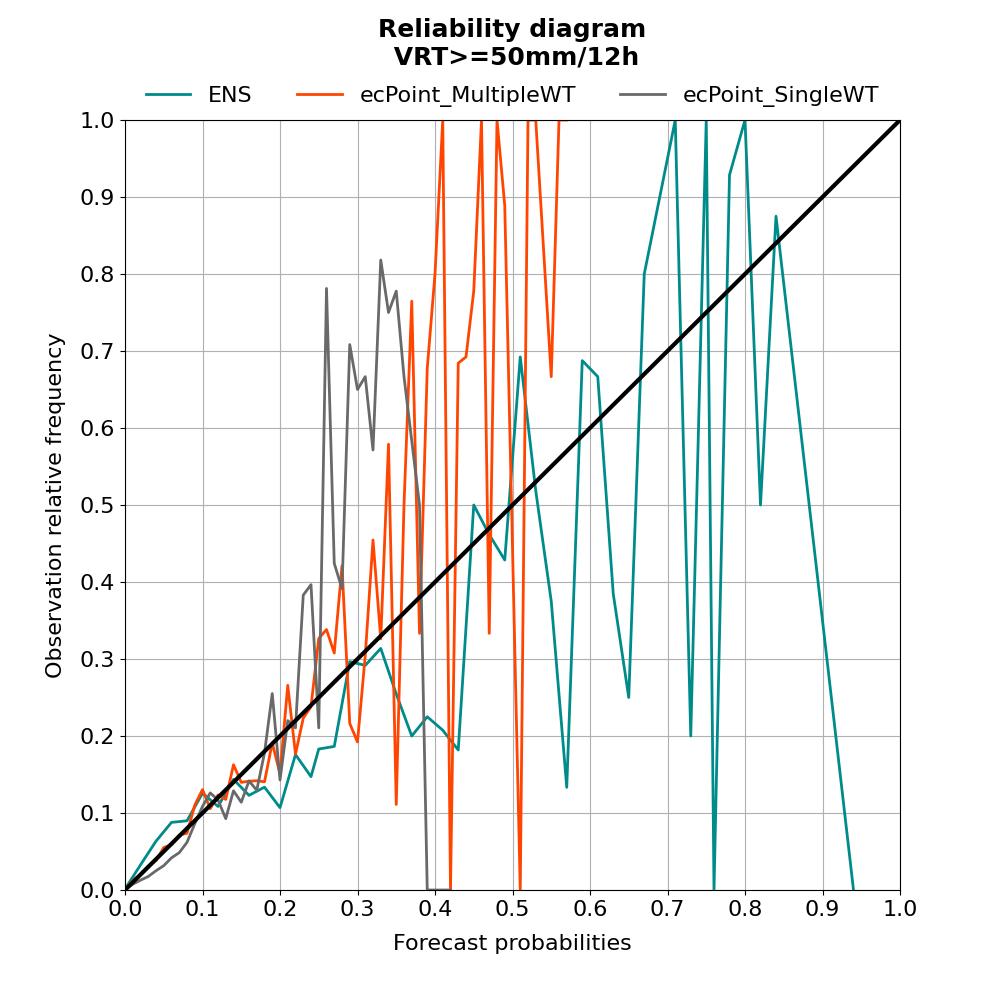 Reliability diagram
VRT>=50mm/12h
ENS ecPoint_MultipleWT ecPoint_SingleWT
1.0
0.9
0.8
0.7
0.6
0.5
0.4
0.3
0.2
0.1
0.0
Observation relative frequency
0.0 0.1 0.2 0.3 0.4 0.5 0.6 0.7 0.8 0.9 1.0
Forecast probabilities